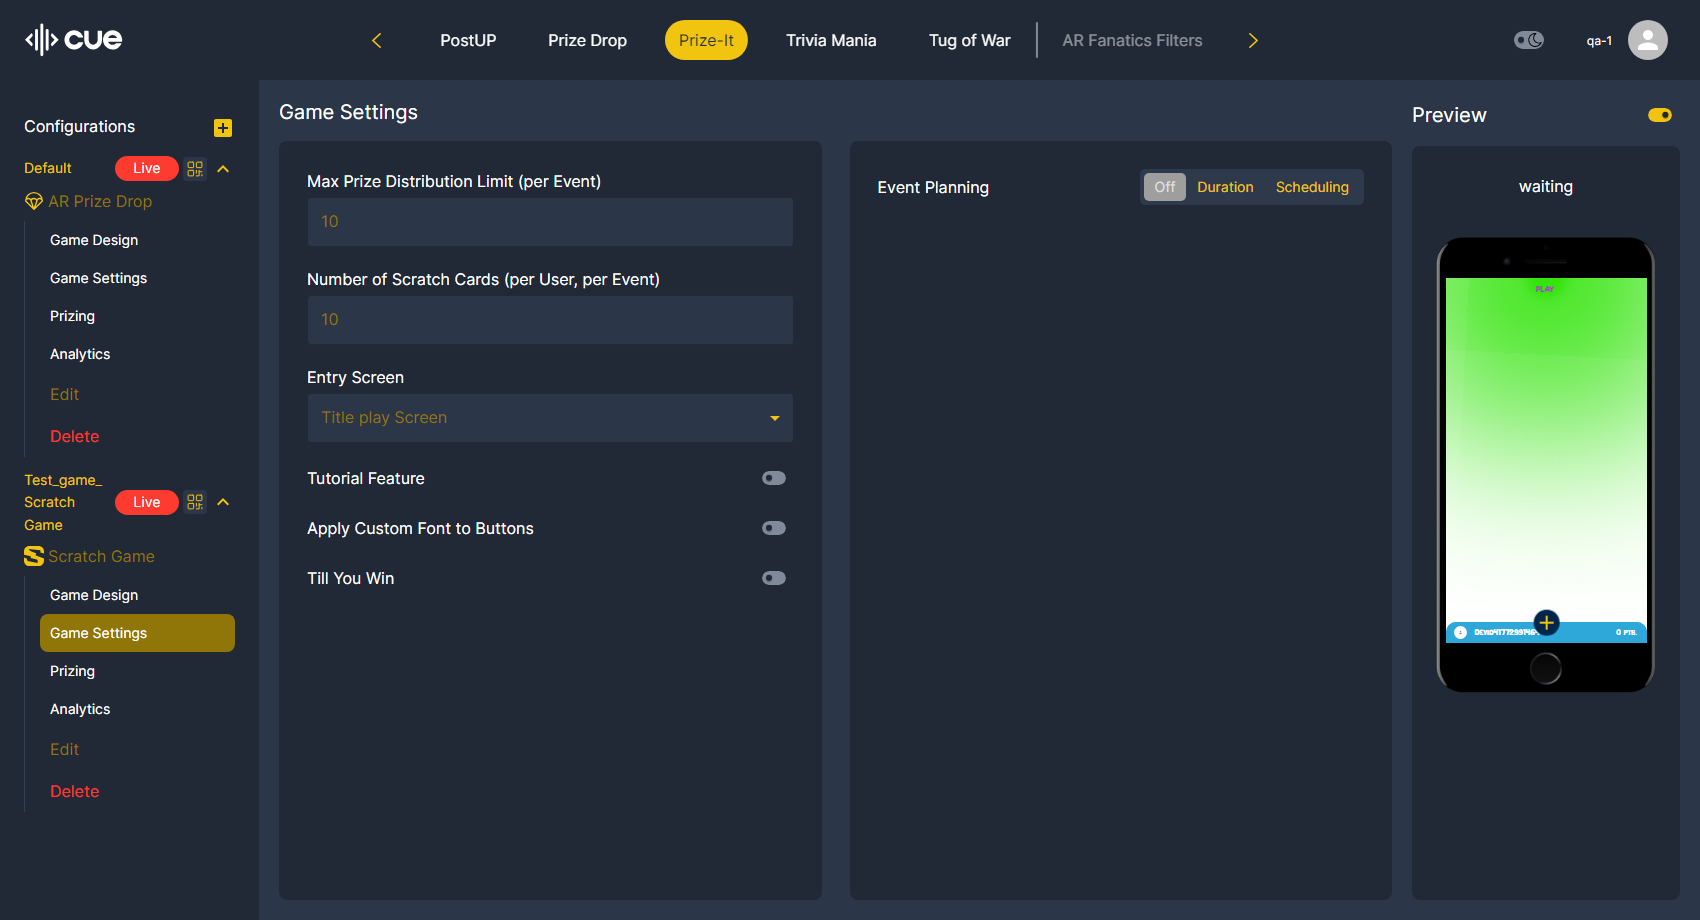 cue
PostUP
Prize Drop
Prize-It
Trivia Mania
Tug of War
AR Fanatics Filters
qa-1
Configurations
Default
Live
AR Prize Drop
Game Design
Game Settings
Prizing
Analytics
Edit
Delete
Test_game_
Scratch
Game
Live
Scratch Game
Game Design
Game Settings
Prizing
Analytics
Edit
Delete
Game Settings
Max Prize Distribution Limit (per Event)
10
Number of Scratch Cards (per User, per Event)
10
Entry Screen
Title play Screen
Tutorial Feature
Apply Custom Font to Buttons
Till You Win
Event Planning
Off
Duration
Scheduling
Preview
waiting
PLAY
0 PTS.